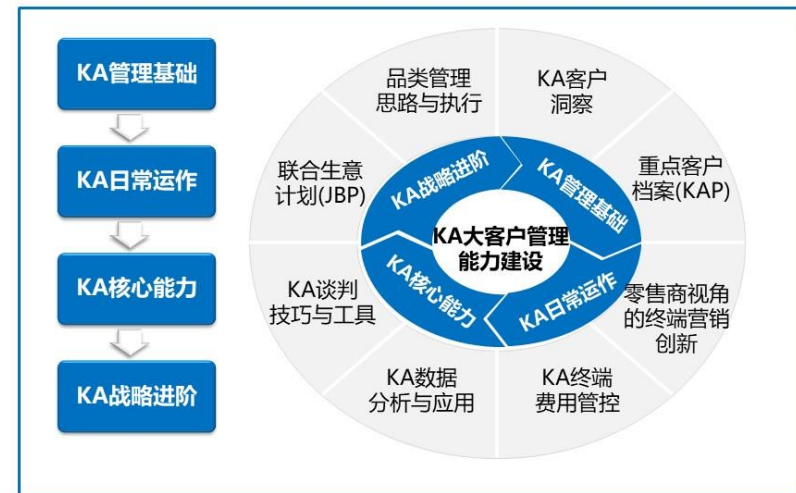 KA管理基础
KA日常运作
KA核心能力
KA战略进阶
品类管理
思路与执行
KA客户
洞察
联合生意
计划(JBP)
重点客户
档案(KAP)
KA战略进阶
KA管理基础
KA大客户管理
能力建设
KA核心能力
KA日常运作
KA谈判
技巧与工具
零售商视角
的终端营销
创新
KA数据
分析与应用
KA终端
费用管控